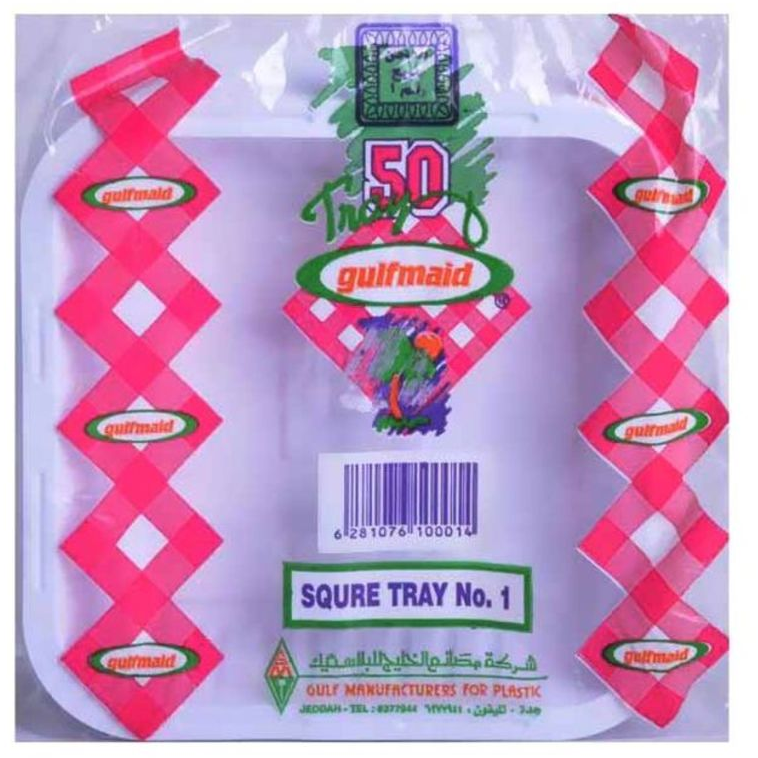 50
Trays
gulfmaid
®
gulfmaid
gulfmaid
gulfmaid
gulfmaid
gulfmaid
gulfmaid
6 281076 100014
SQURE TRAY No. 1
شركة مصانع الخليج للبلاستيك
GULF MANUFACTURERS FOR PLASTIC
JEDDAH - TEL : 6377944 جدة - تليفون :